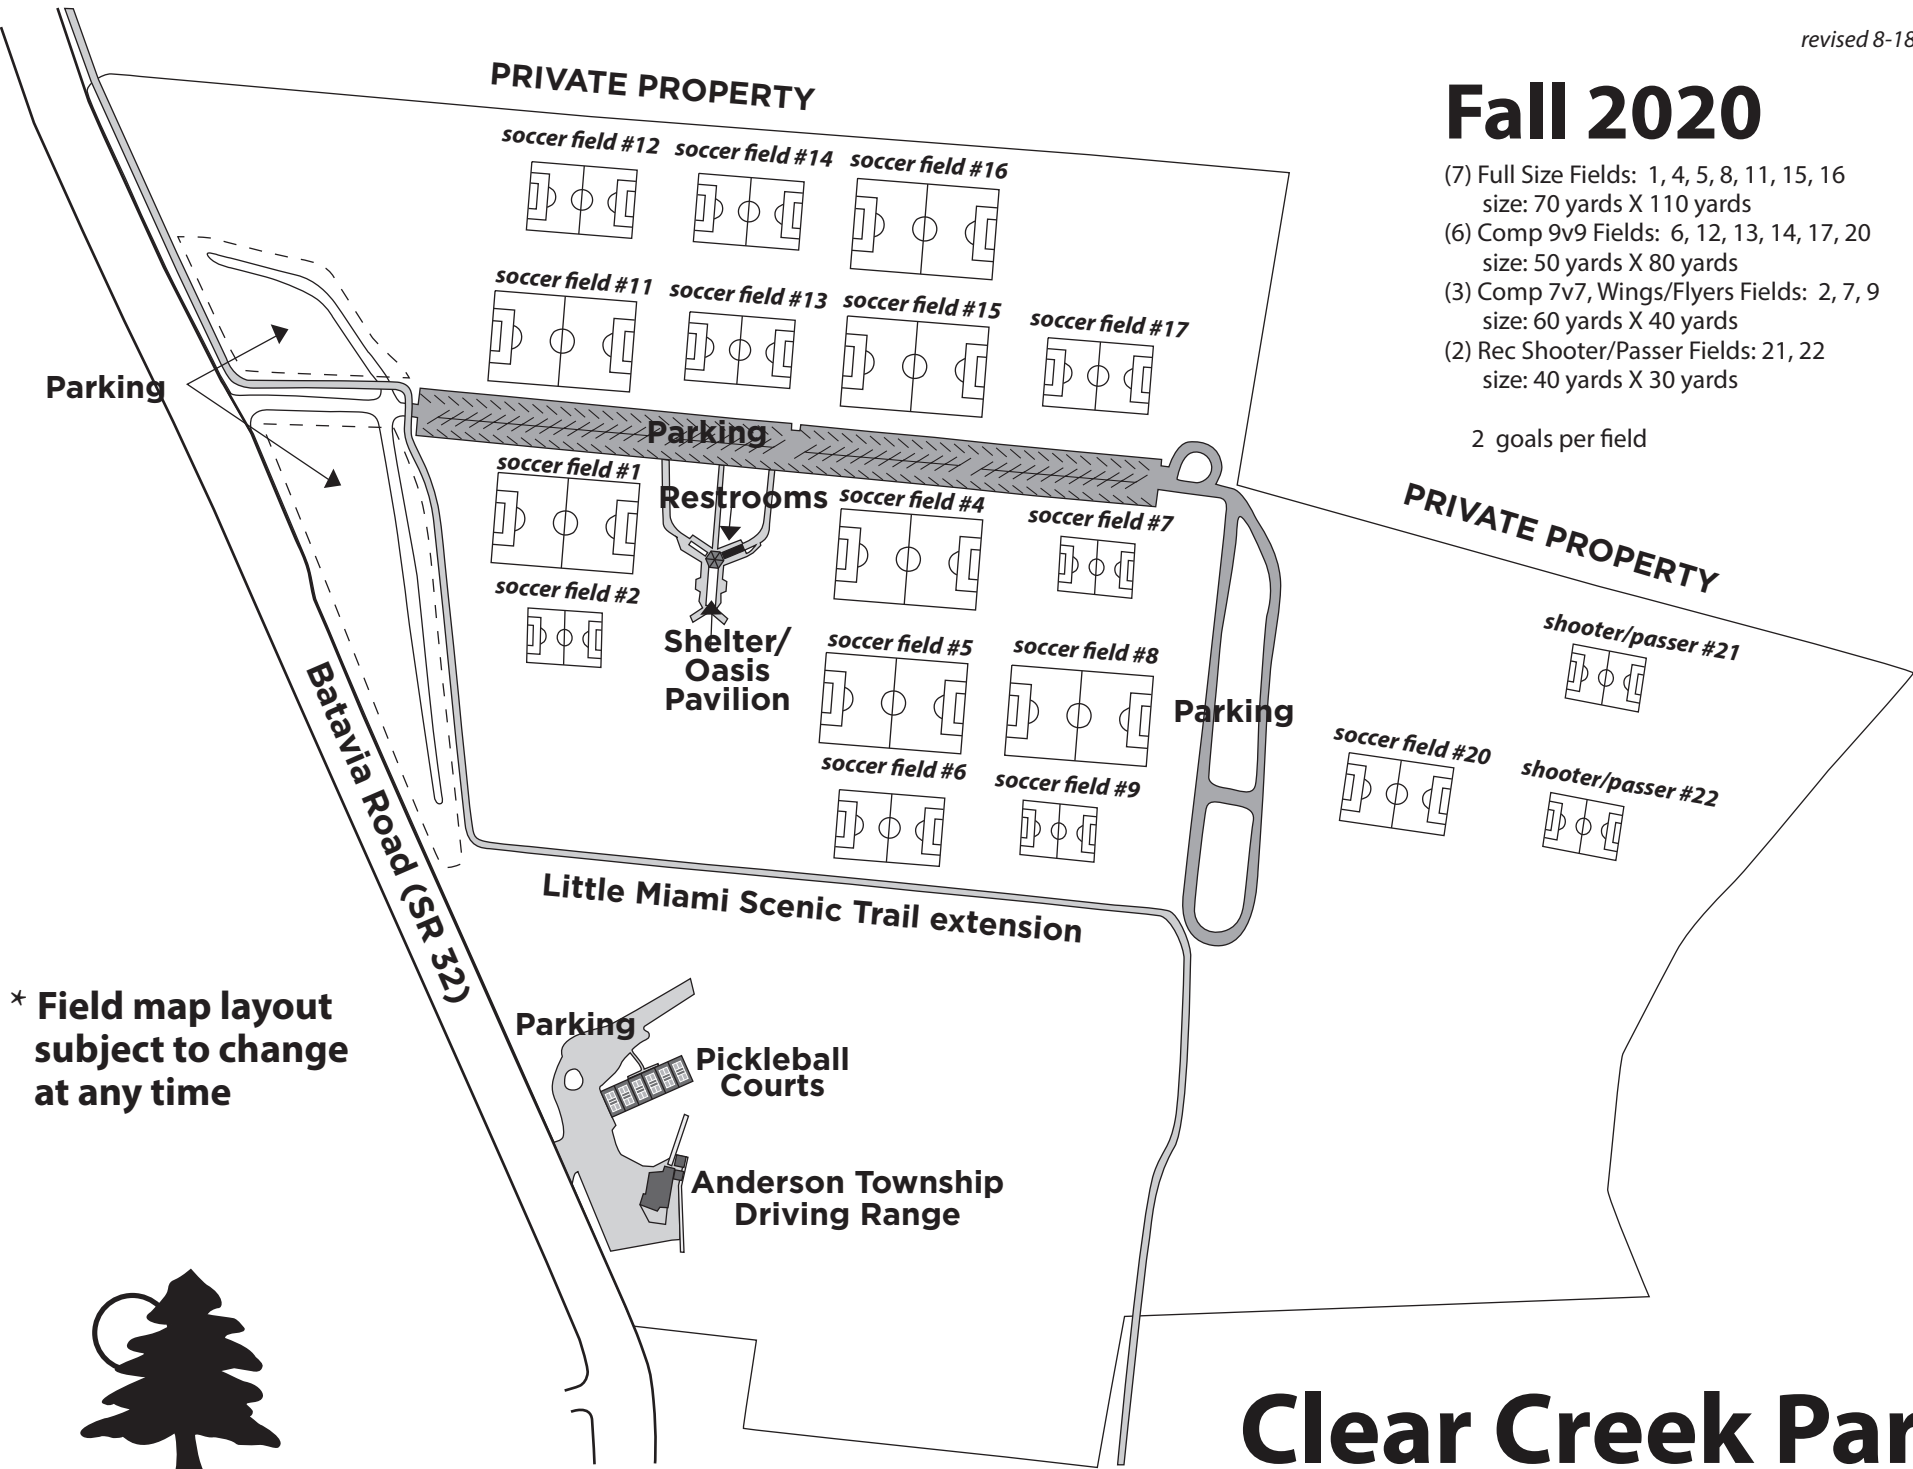 revised 8-18
Fall 2020
(7) Full Size Fields: 1, 4, 5, 8, 11, 15, 16
size: 70 yards X 110 yards
(6) Comp 9v9 Fields: 6, 12, 13, 14, 17, 20
size: 50 yards X 80 yards
(3) Comp 7v7, Wings/Flyers Fields: 2, 7, 9
size: 60 yards X 40 yards
(2) Rec Shooter/Passer Fields: 21, 22
size: 40 yards X 30 yards
2 goals per field
PRIVATE PROPERTY
soccer field #12
soccer field #14
soccer field #16
soccer field #11
soccer field #13
soccer field #15
soccer field #17
Parking
Parking
soccer field #1
Restrooms
soccer field #4
soccer field #7
PRIVATE PROPERTY
soccer field #2
Shelter/
Oasis
Pavilion
soccer field #5
soccer field #8
shooter/passer #21
Parking
soccer field #20
soccer field #6
soccer field #9
shooter/passer #22
Batavia Road (SR 32)
Little Miami Scenic Trail extension
* Field map layout
subject to change
at any time
Parking
Pickleball
Courts
Anderson Township
Driving Range
Clear Creek Par